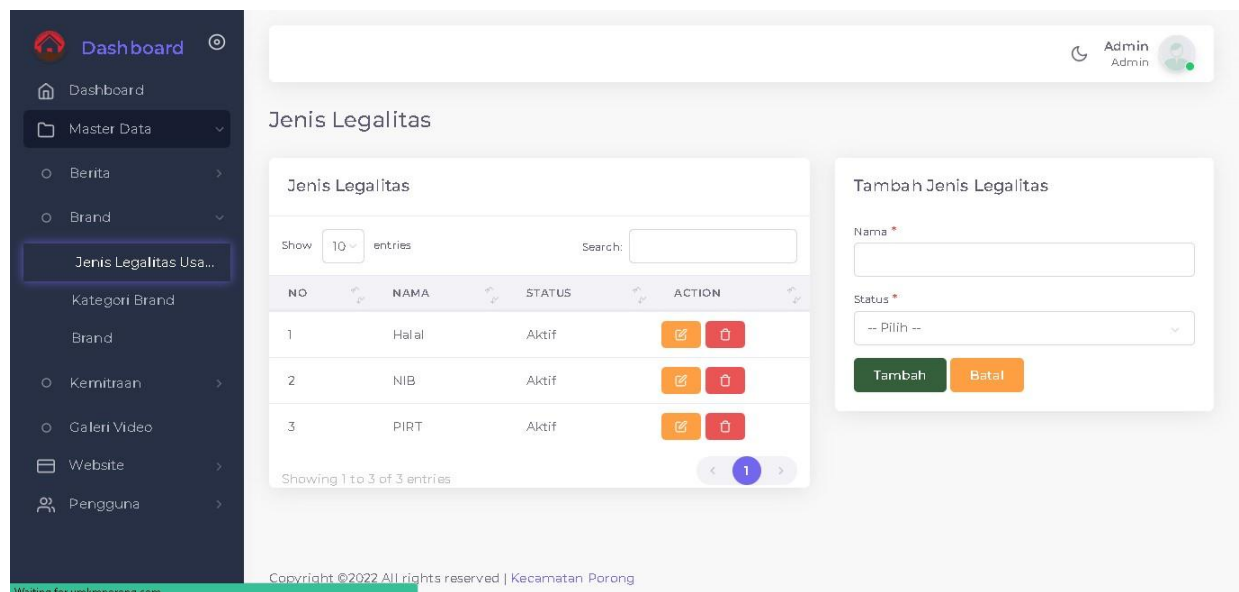 Dashboard
Admin
Admin
Dashboard
Master Data
Berita
Brand
Jenis Legalitas Usa...
Kategori Brand
Brand
Kemitraan
Galeri Video
Website
Pengguna
Jenis Legalitas
Jenis Legalitas
Show 10 entries Search:
NO NAMA STATUS ACTION
1 Halal Aktif
2 NIB Aktif
3 PIRT Aktif
Showing 1 to 3 of 3 entries
1
Tambah Jenis Legalitas
Nama *
Status *
-- Pilih --
Tambah Batal
Copyright ©2022 All rights reserved | Kecamatan Porong
Waiting for